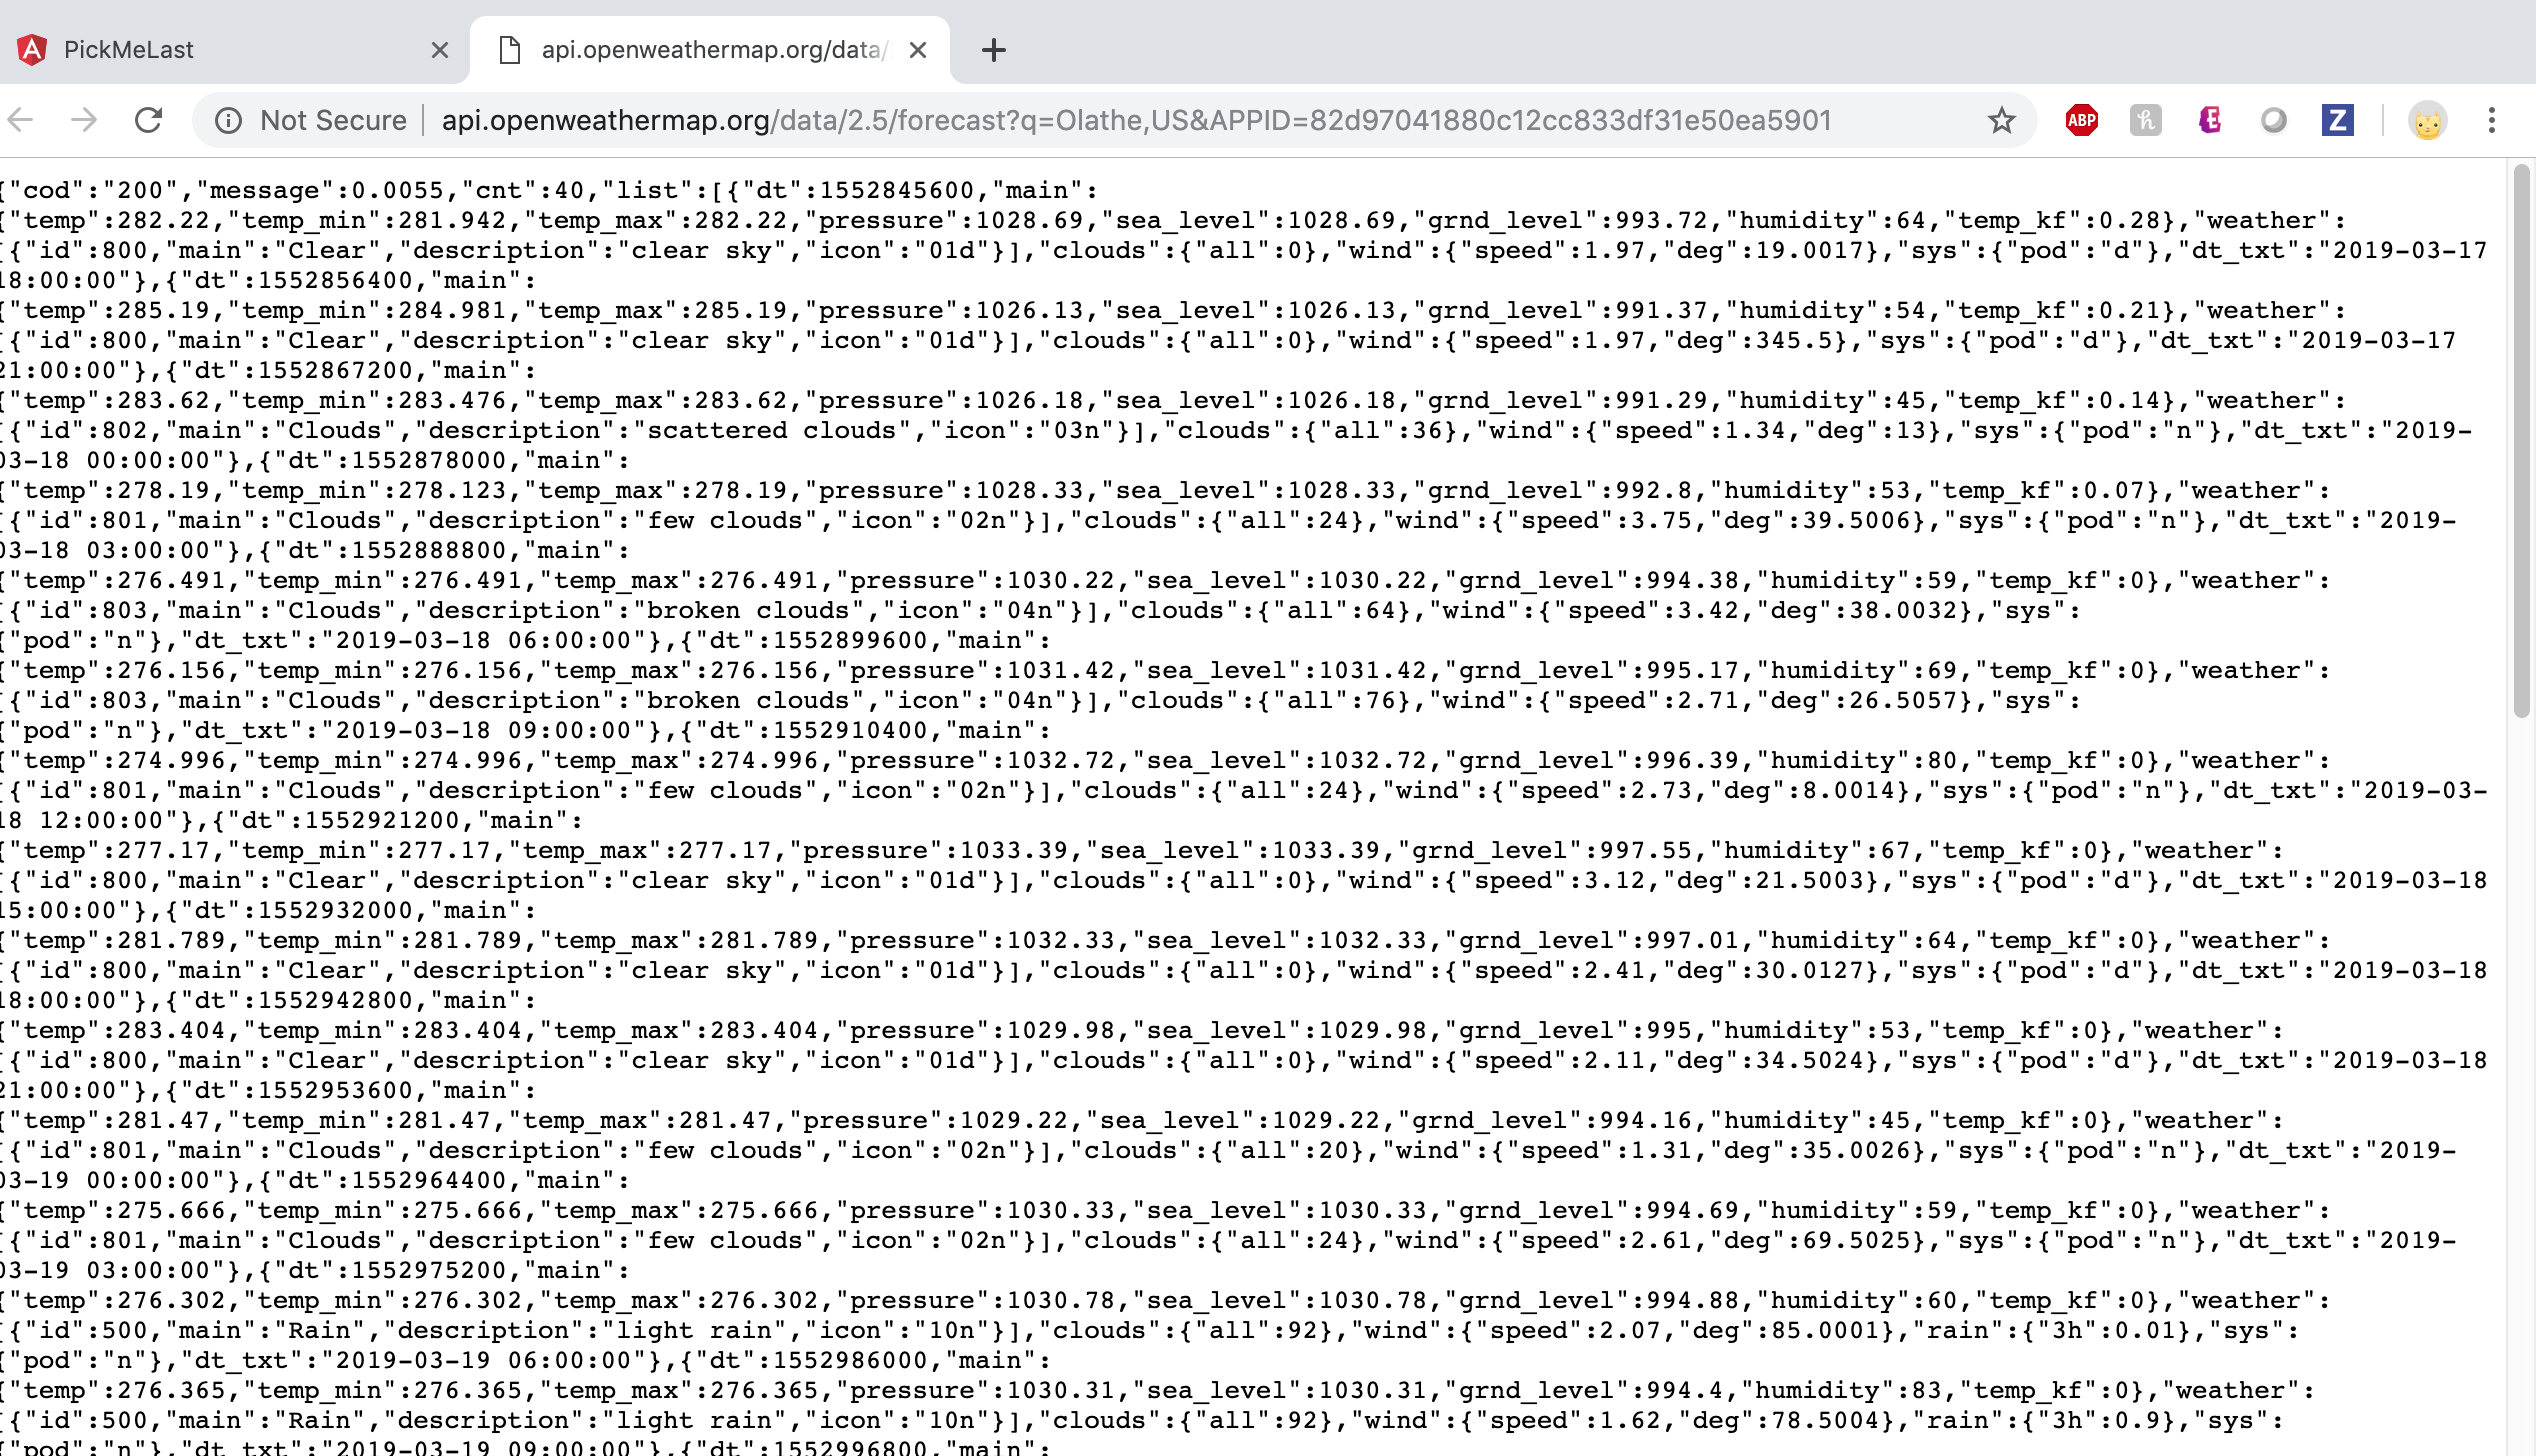 PickMeLast
api.openweathermap.org/data/
Not Secure
api.openweathermap.org/data/2.5/forecast?q=Olathe,US&APPID=82d97041880c12cc833df31e50ea5901
ABP
h
E
Z
{"cod":"200","message":0.0055,"cnt":40,"list":[{"dt":1552845600,"main":
{"temp":282.22,"temp_min":281.942,"temp_max":282.22,"pressure":1028.69,"sea_level":1028.69,"grnd_level":993.72,"humidity":64,"temp_kf":0.28},"weather":
[{"id":800,"main":"Clear","description":"clear sky","icon":"01d"}],"clouds":{"all":0},"wind":{"speed":1.97,"deg":19.0017},"sys":{"pod":"d"},"dt_txt":"2019-03-17
18:00:00"},{"dt":1552856400,"main":
{"temp":285.19,"temp_min":284.981,"temp_max":285.19,"pressure":1026.13,"sea_level":1026.13,"grnd_level":991.37,"humidity":54,"temp_kf":0.21},"weather":
[{"id":800,"main":"Clear","description":"clear sky","icon":"01d"}],"clouds":{"all":0},"wind":{"speed":1.97,"deg":345.5},"sys":{"pod":"d"},"dt_txt":"2019-03-17
21:00:00"},{"dt":1552867200,"main":
{"temp":283.62,"temp_min":283.476,"temp_max":283.62,"pressure":1026.18,"sea_level":1026.18,"grnd_level":991.29,"humidity":45,"temp_kf":0.14},"weather":
[{"id":802,"main":"Clouds","description":"scattered clouds","icon":"03n"}],"clouds":{"all":36},"wind":{"speed":1.34,"deg":13},"sys":{"pod":"n"},"dt_txt":"2019-
03-18 00:00:00"},{"dt":1552878000,"main":
{"temp":278.19,"temp_min":278.123,"temp_max":278.19,"pressure":1028.33,"sea_level":1028.33,"grnd_level":992.8,"humidity":53,"temp_kf":0.07},"weather":
[{"id":801,"main":"Clouds","description":"few clouds","icon":"02n"}],"clouds":{"all":24},"wind":{"speed":3.75,"deg":39.5006},"sys":{"pod":"n"},"dt_txt":"2019-
03-18 03:00:00"},{"dt":1552888800,"main":
{"temp":276.491,"temp_min":276.491,"temp_max":276.491,"pressure":1030.22,"sea_level":1030.22,"grnd_level":994.38,"humidity":59,"temp_kf":0},"weather":
[{"id":803,"main":"Clouds","description":"broken clouds","icon":"04n"}],"clouds":{"all":64},"wind":{"speed":3.42,"deg":38.0032},"sys":
{"pod":"n"},"dt_txt":"2019-03-18 06:00:00"},{"dt":1552899600,"main":
{"temp":276.156,"temp_min":276.156,"temp_max":276.156,"pressure":1031.42,"sea_level":1031.42,"grnd_level":995.17,"humidity":69,"temp_kf":0},"weather":
[{"id":803,"main":"Clouds","description":"broken clouds","icon":"04n"}],"clouds":{"all":76},"wind":{"speed":2.71,"deg":26.5057},"sys":
{"pod":"n"},"dt_txt":"2019-03-18 09:00:00"},{"dt":1552910400,"main":
{"temp":274.996,"temp_min":274.996,"temp_max":274.996,"pressure":1032.72,"sea_level":1032.72,"grnd_level":996.39,"humidity":80,"temp_kf":0},"weather":
[{"id":801,"main":"Clouds","description":"few clouds","icon":"02n"}],"clouds":{"all":24},"wind":{"speed":2.73,"deg":8.0014},"sys":{"pod":"n"},"dt_txt":"2019-03-
18 12:00:00"},{"dt":1552921200,"main":
{"temp":277.17,"temp_min":277.17,"temp_max":277.17,"pressure":1033.39,"sea_level":1033.39,"grnd_level":997.55,"humidity":67,"temp_kf":0},"weather":
[{"id":800,"main":"Clear","description":"clear sky","icon":"01d"}],"clouds":{"all":0},"wind":{"speed":3.12,"deg":21.5003},"sys":{"pod":"d"},"dt_txt":"2019-03-18
15:00:00"},{"dt":1552932000,"main":
{"temp":281.789,"temp_min":281.789,"temp_max":281.789,"pressure":1032.33,"sea_level":1032.33,"grnd_level":997.01,"humidity":64,"temp_kf":0},"weather":
[{"id":800,"main":"Clear","description":"clear sky","icon":"01d"}],"clouds":{"all":0},"wind":{"speed":2.41,"deg":30.0127},"sys":{"pod":"d"},"dt_txt":"2019-03-18
18:00:00"},{"dt":1552942800,"main":
{"temp":283.404,"temp_min":283.404,"temp_max":283.404,"pressure":1029.98,"sea_level":1029.98,"grnd_level":995,"humidity":53,"temp_kf":0},"weather":
[{"id":800,"main":"Clear","description":"clear sky","icon":"01d"}],"clouds":{"all":0},"wind":{"speed":2.11,"deg":34.5024},"sys":{"pod":"d"},"dt_txt":"2019-03-18
21:00:00"},{"dt":1552953600,"main":
{"temp":281.47,"temp_min":281.47,"temp_max":281.47,"pressure":1029.22,"sea_level":1029.22,"grnd_level":994.16,"humidity":45,"temp_kf":0},"weather":
[{"id":801,"main":"Clouds","description":"few clouds","icon":"02n"}],"clouds":{"all":20},"wind":{"speed":1.31,"deg":35.0026},"sys":{"pod":"n"},"dt_txt":"2019-
03-19 00:00:00"},{"dt":1552964400,"main":
{"temp":275.666,"temp_min":275.666,"temp_max":275.666,"pressure":1030.33,"sea_level":1030.33,"grnd_level":994.69,"humidity":59,"temp_kf":0},"weather":
[{"id":801,"main":"Clouds","description":"few clouds","icon":"02n"}],"clouds":{"all":24},"wind":{"speed":2.61,"deg":69.5025},"sys":{"pod":"n"},"dt_txt":"2019-
03-19 03:00:00"},{"dt":1552975200,"main":
{"temp":276.302,"temp_min":276.302,"temp_max":276.302,"pressure":1030.78,"sea_level":1030.78,"grnd_level":994.88,"humidity":60,"temp_kf":0},"weather":
[{"id":500,"main":"Rain","description":"light rain","icon":"10n"}],"clouds":{"all":92},"wind":{"speed":2.07,"deg":85.0001},"rain":{"3h":0.01},"sys":
{"pod":"n"},"dt_txt":"2019-03-19 06:00:00"},{"dt":1552986000,"main":
{"temp":276.365,"temp_min":276.365,"temp_max":276.365,"pressure":1030.31,"sea_level":1030.31,"grnd_level":994.4,"humidity":83,"temp_kf":0},"weather":
[{"id":500,"main":"Rain","description":"light rain","icon":"10n"}],"clouds":{"all":92},"wind":{"speed":1.62,"deg":78.5004},"rain":{"3h":0.9},"sys":
{"pod":"n"},"dt_txt":"2019-03-19 09:00:00"},{"dt":1552996800,"main":